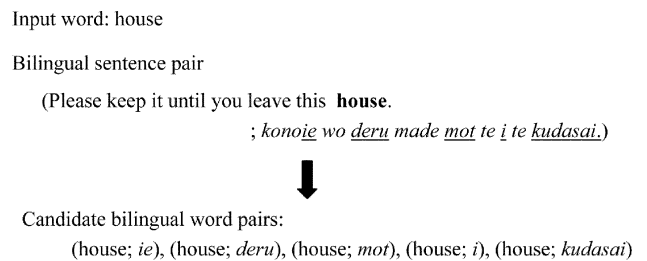 Input word: house
Bilingual sentence pair
(Please keep it until you leave this house.
; konoie wo deru made mot te i te kudasai.)
Candidate bilingual word pairs:
(house; ie), (house; deru), (house; mot), (house; i), (house; kudasai)